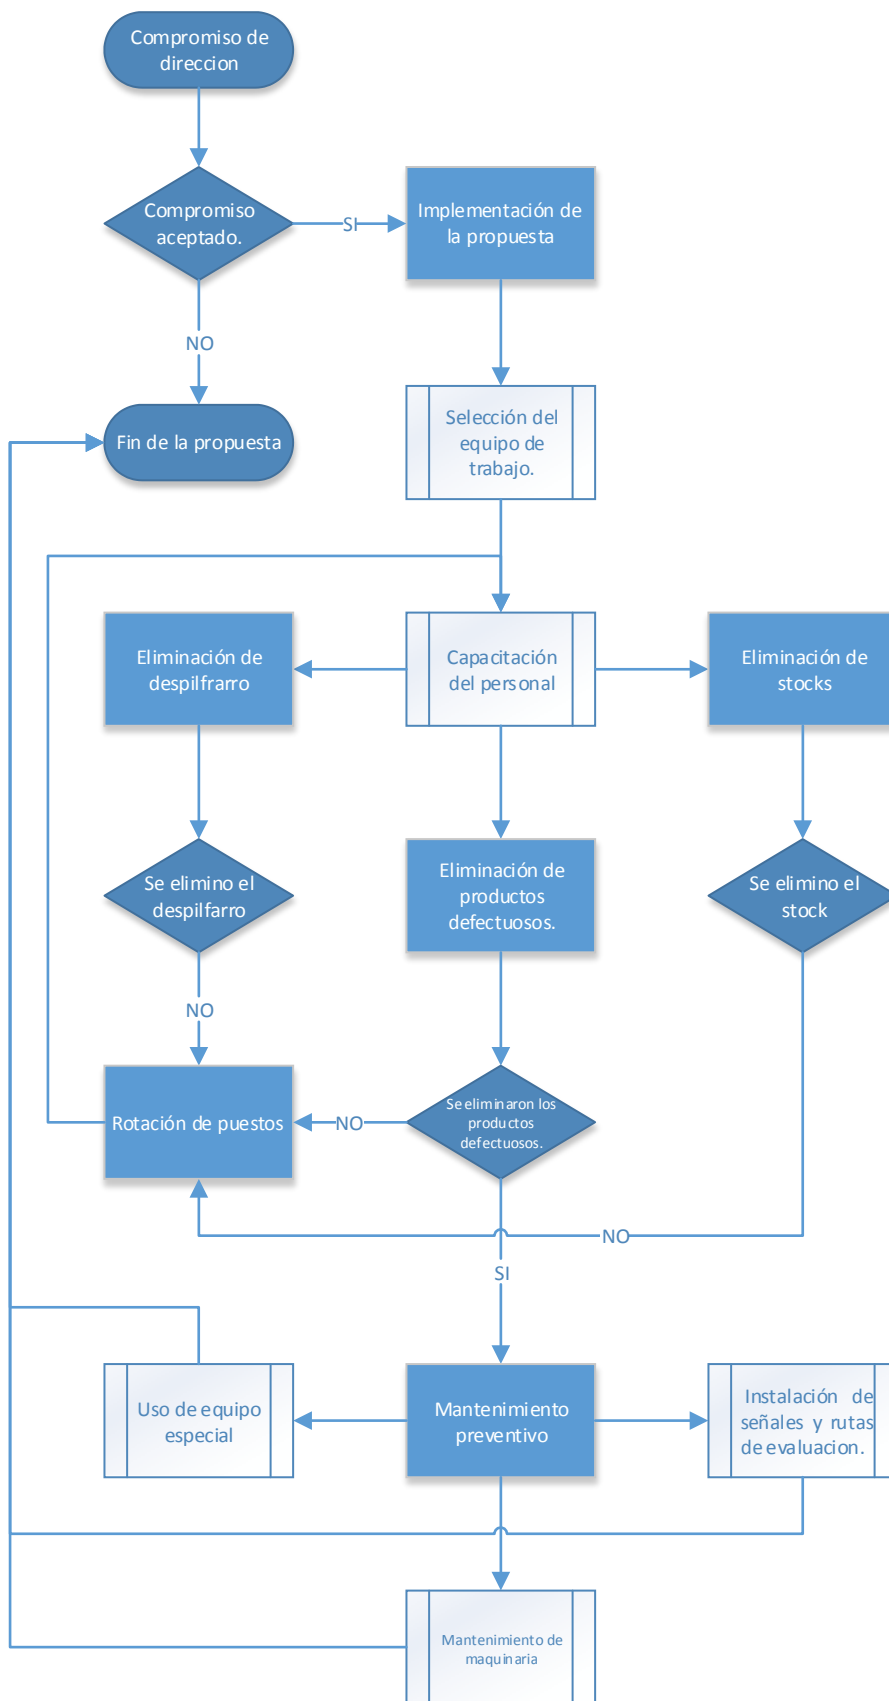 Compromiso de
direccion
Compromiso
aceptado.
SI
Implementación de
la propuesta
NO
Fin de la propuesta
Selección del
equipo de
trabajo.
Eliminación de
despilfrarro
Capacitación
del personal
Eliminación de
stocks
Se elimino el
despilfarro
Eliminación de
productos
defectuosos.
Se elimino el
stock
NO
Rotación de puestos
NO
Se eliminaron los
productos
defectuosos.
NO
SI
Uso de equipo
especial
Mantenimiento
preventivo
Instalación de
señales y rutas
de evaluacion.
Mantenimiento de
maquinaria